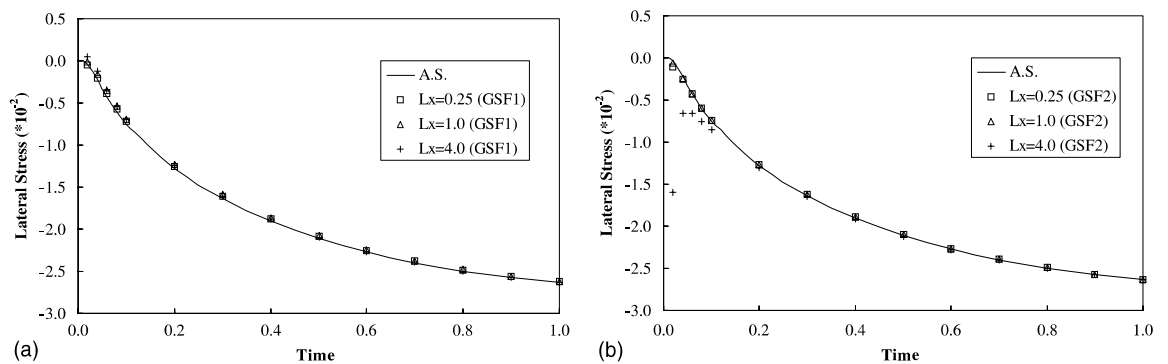 0.5
0.0
-0.5
-1.0
-1.5
-2.0
-2.5
-3.0
Lateral Stress (*10⁻²)
A.S.
Lx=0.25 (GSF1)
Lx=1.0 (GSF1)
Lx=4.0 (GSF1)
0.0 0.2 0.4 0.6 0.8 1.0
(a) Time
0.5
0.0
-0.5
-1.0
-1.5
-2.0
-2.5
-3.0
Lateral Stress (*10⁻²)
A.S.
Lx=0.25 (GSF2)
Lx=1.0 (GSF2)
Lx=4.0 (GSF2)
0.0 0.2 0.4 0.6 0.8 1.0
(b) Time